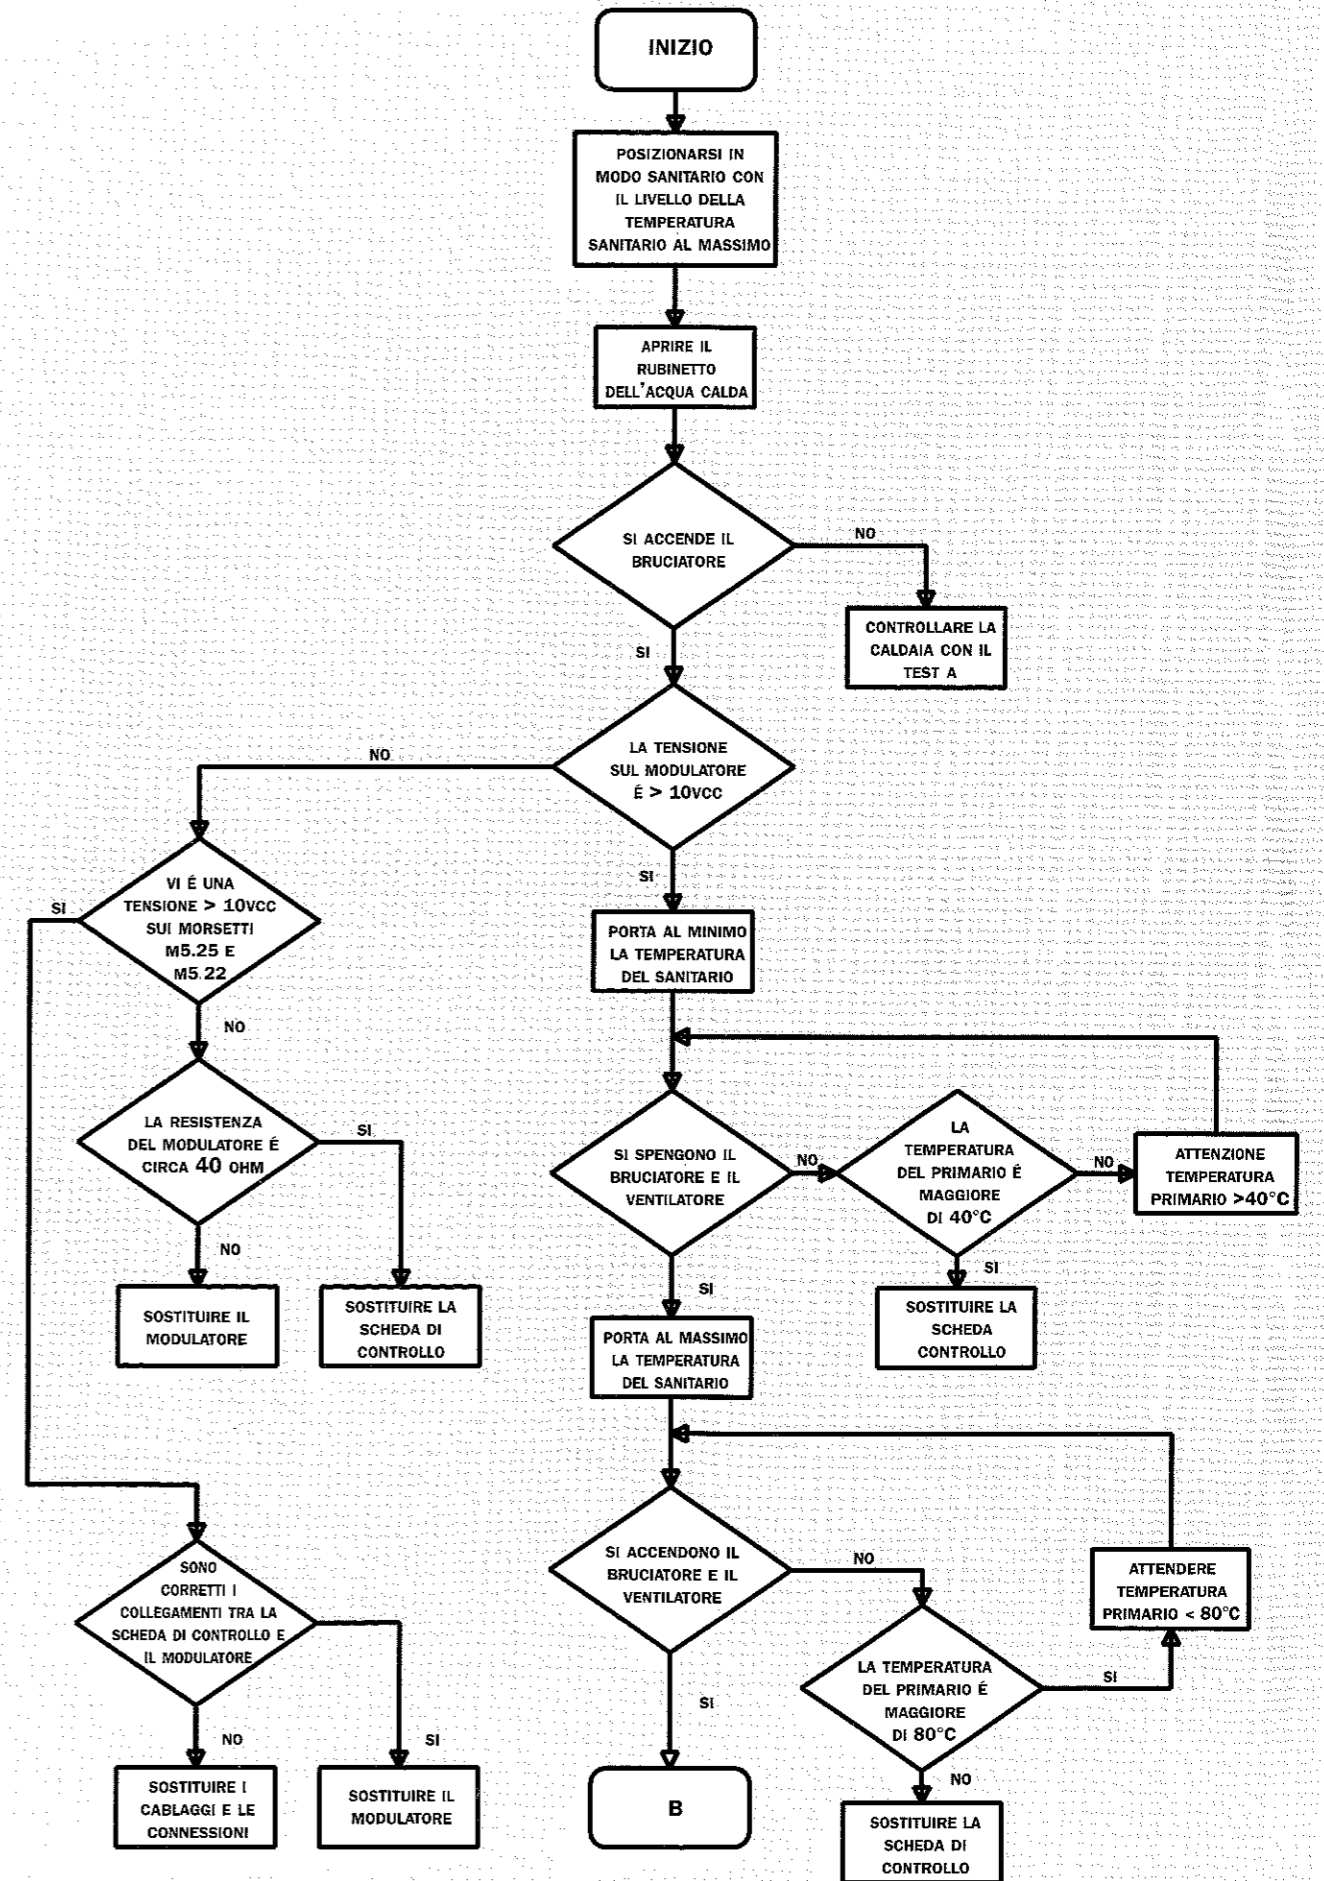 INIZIO
POSIZIONARSI IN
MODO SANITARIO CON
IL LIVELLO DELLA
TEMPERATURA
SANITARIO AL MASSIMO
APRIRE IL
RUBINETTO
DELL'ACQUA CALDA
SI ACCENDE IL
BRUCIATORE
NO
CONTROLLARE LA
CALDAIA CON IL
TEST A
SI
LA TENSIONE
SUL MODULATORE
É > 10VCC
NO
VI É UNA
TENSIONE > 10VCC
SUI MORSETTI
M5.25 E
M5.22
SI
NO
LA RESISTENZA
DEL MODULATORE É
CIRCA 40 OHM
SI
NO
SOSTITUIRE IL
MODULATORE
SOSTITUIRE LA
SCHEDA DI
CONTROLLO
SONO
CORRETTI I
COLLEGAMENTI TRA LA
SCHEDA DI CONTROLLO E
IL MODULATORE
NO
SI
SOSTITUIRE I
CABLAGGI E LE
CONNESSIONI
SOSTITUIRE IL
MODULATORE
SI
PORTA AL MINIMO
LA TEMPERATURA
DEL SANITARIO
SI SPENGONO IL
BRUCIATORE E IL
VENTILATORE
NO
LA
TEMPERATURA
DEL PRIMARIO É
MAGGIORE
DI 40°C
NO
ATTENZIONE
TEMPERATURA
PRIMARIO >40°C
SI
SOSTITUIRE LA
SCHEDA
CONTROLLO
SI
PORTA AL MASSIMO
LA TEMPERATURA
DEL SANITARIO
SI ACCENDONO IL
BRUCIATORE E IL
VENTILATORE
NO
LA TEMPERATURA
DEL PRIMARIO É
MAGGIORE
DI 80°C
SI
ATTENDERE
TEMPERATURA
PRIMARIO < 80°C
NO
SOSTITUIRE LA
SCHEDA DI
CONTROLLO
SI
B